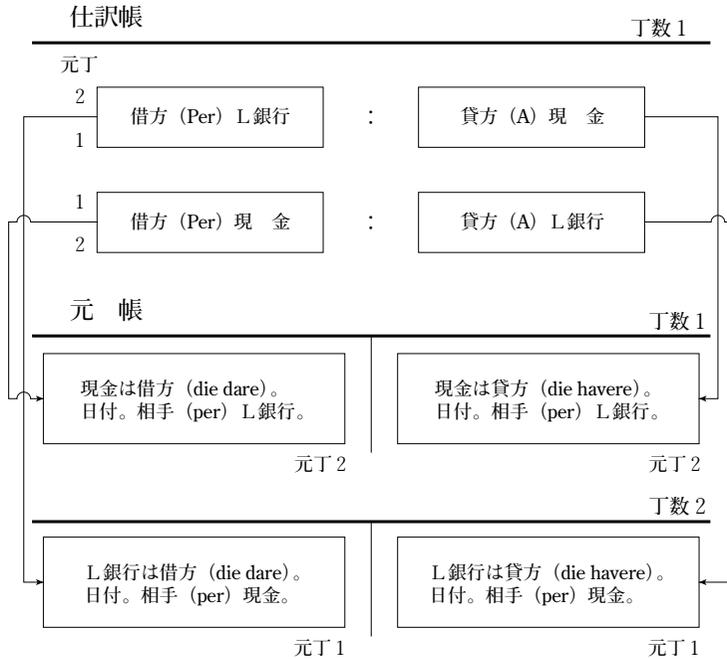 仕訳帳
丁数 1
元丁
2
借方（Per）Ｌ銀行 ： 貸方（A）現　金
1
1
借方（Per）現　金 ： 貸方（A）Ｌ銀行
2
元　帳
丁数 1
現金は借方（die dare）。
日付。相手（per）Ｌ銀行。
現金は貸方（die havere）。
日付。相手（per）Ｌ銀行。
元丁 2
元丁 2
丁数 2
Ｌ銀行は借方（die dare）。
日付。相手（per）現金。
Ｌ銀行は貸方（die havere）。
日付。相手（per）現金。
元丁 1
元丁 1